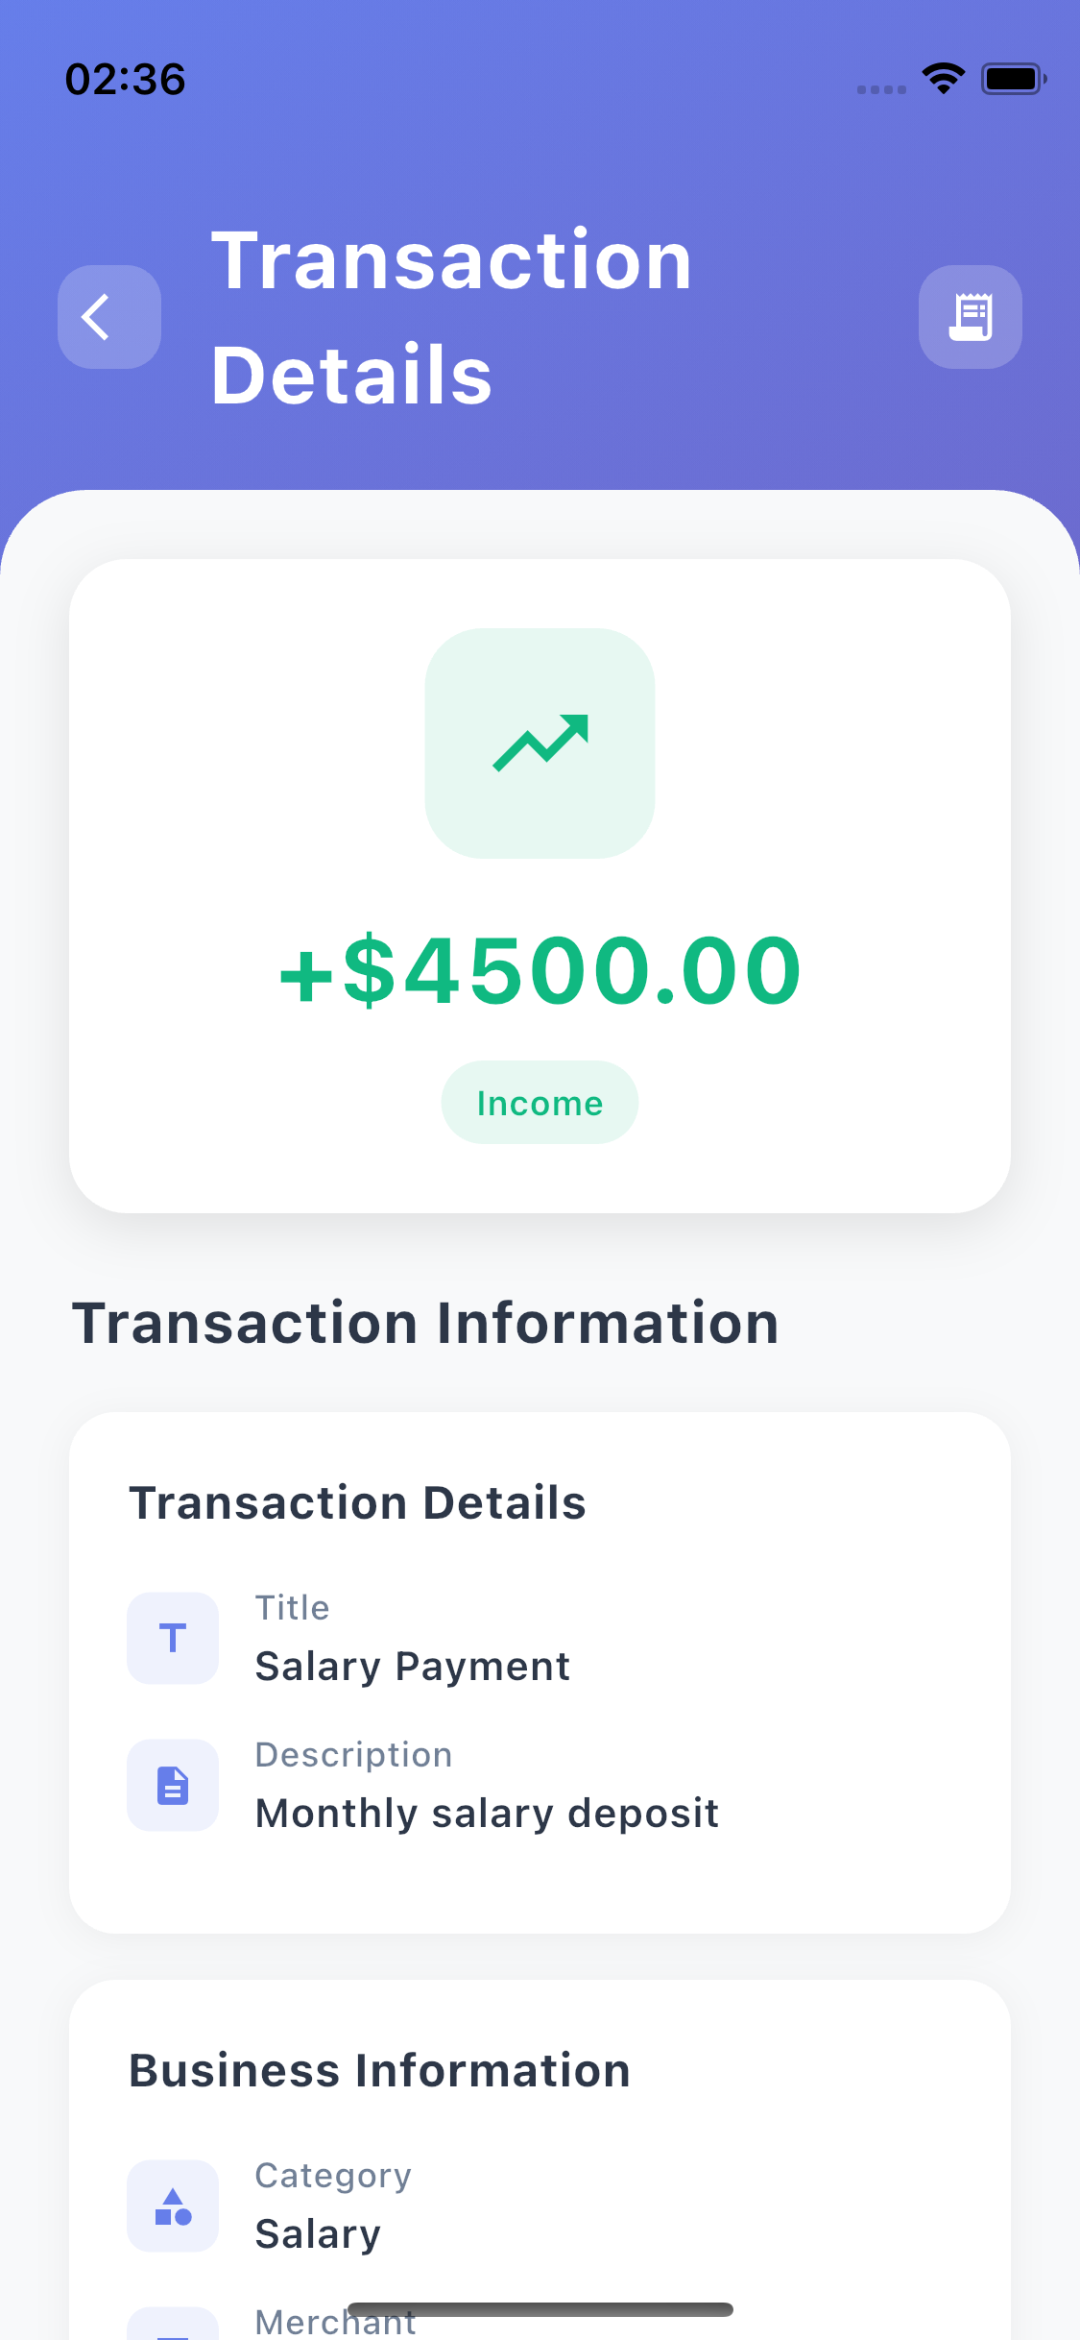 02:36
Transaction
Details
+$4500.00
Income
Transaction Information
Transaction Details
Title
Salary Payment
Description
Monthly salary deposit
Business Information
Category
Salary
Merchant